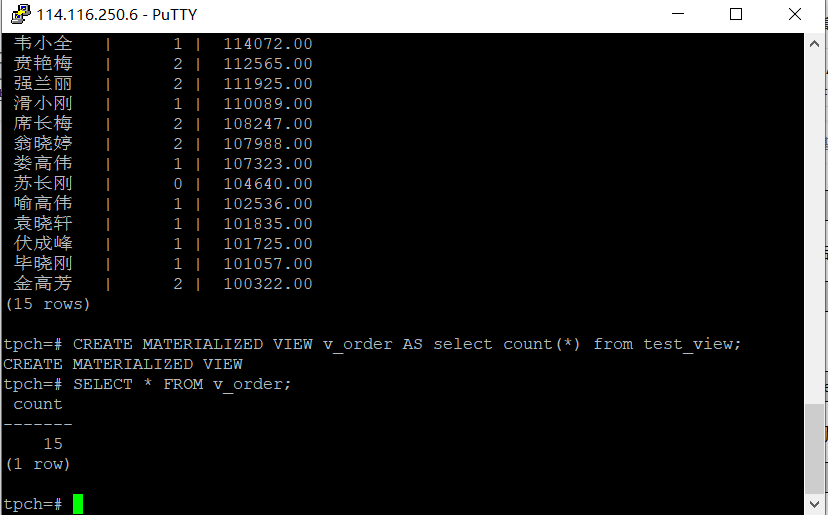 114.116.250.6 - PuTTY
韦小全 | 1 | 114072.00
贲艳梅 | 2 | 112565.00
强兰丽 | 2 | 111925.00
滑小刚 | 1 | 110089.00
席长梅 | 2 | 108247.00
翁晓婷 | 2 | 107988.00
娄高伟 | 1 | 107323.00
苏长刚 | 0 | 104640.00
喻高伟 | 1 | 102536.00
袁晓轩 | 1 | 101835.00
伏成峰 | 1 | 101725.00
毕晓刚 | 1 | 101057.00
金高芳 | 2 | 100322.00
(15 rows)
tpch=# CREATE MATERIALIZED VIEW v_order AS select count(*) from test_view;
CREATE MATERIALIZED VIEW
tpch=# SELECT * FROM v_order;
count
-------
15
(1 row)
tpch=#